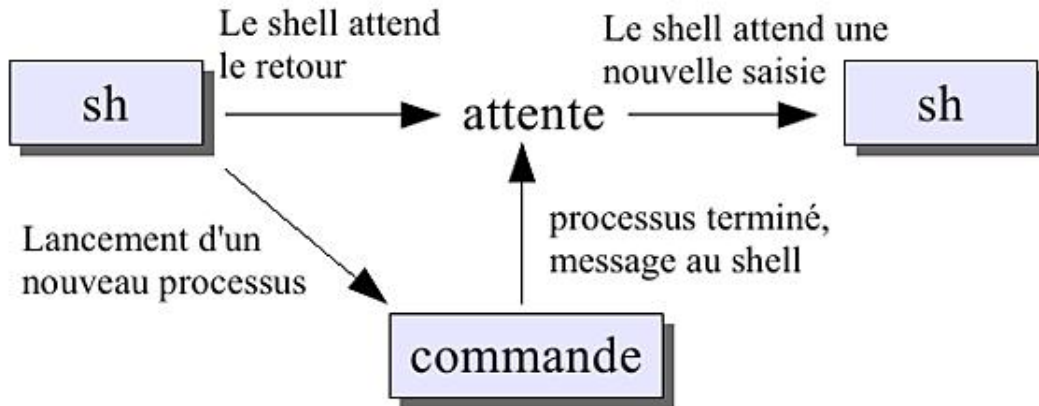 Le shell attend
le retour
Le shell attend une
nouvelle saisie
sh
attente
sh
Lancement d'un
nouveau processus
processus terminé,
message au shell
commande